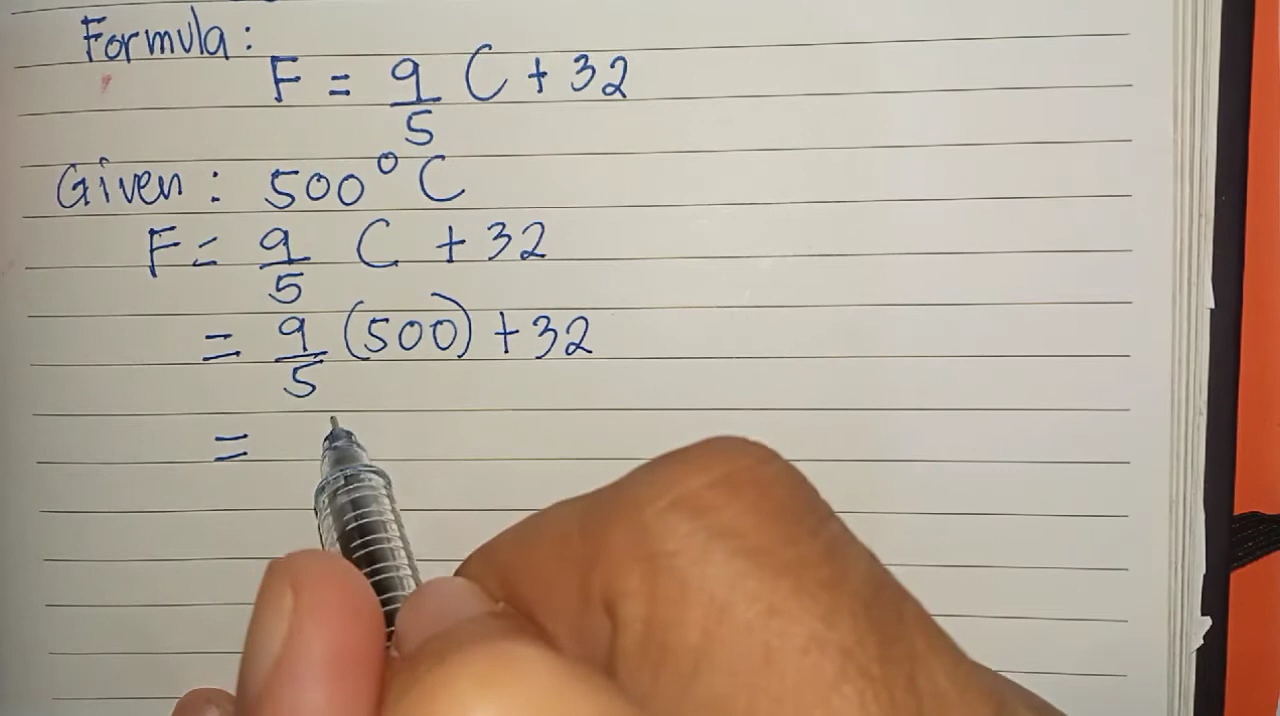 Formula:
F = 9/5 C + 32
Given: 500°C
F = 9/5 C + 32
= 9/5 (500) + 32
=